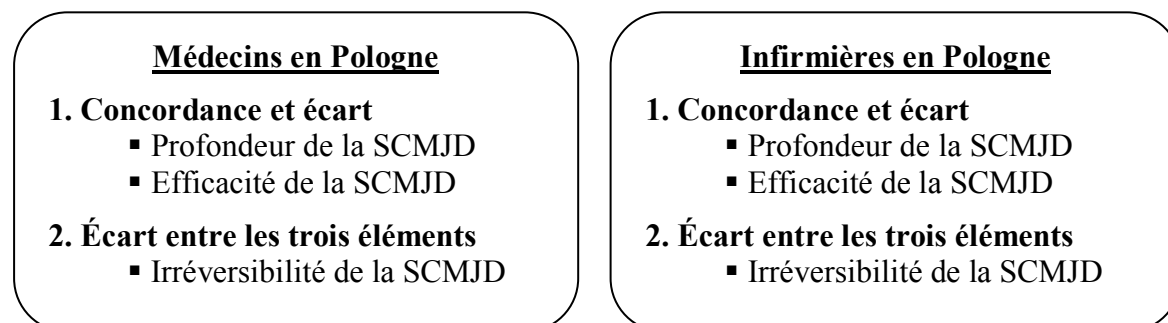 Médecins en Pologne
1. Concordance et écart
▪ Profondeur de la SCMJD
▪ Efficacité de la SCMJD
2. Écart entre les trois éléments
▪ Irréversibilité de la SCMJD
Infirmières en Pologne
1. Concordance et écart
▪ Profondeur de la SCMJD
▪ Efficacité de la SCMJD
2. Écart entre les trois éléments
▪ Irréversibilité de la SCMJD